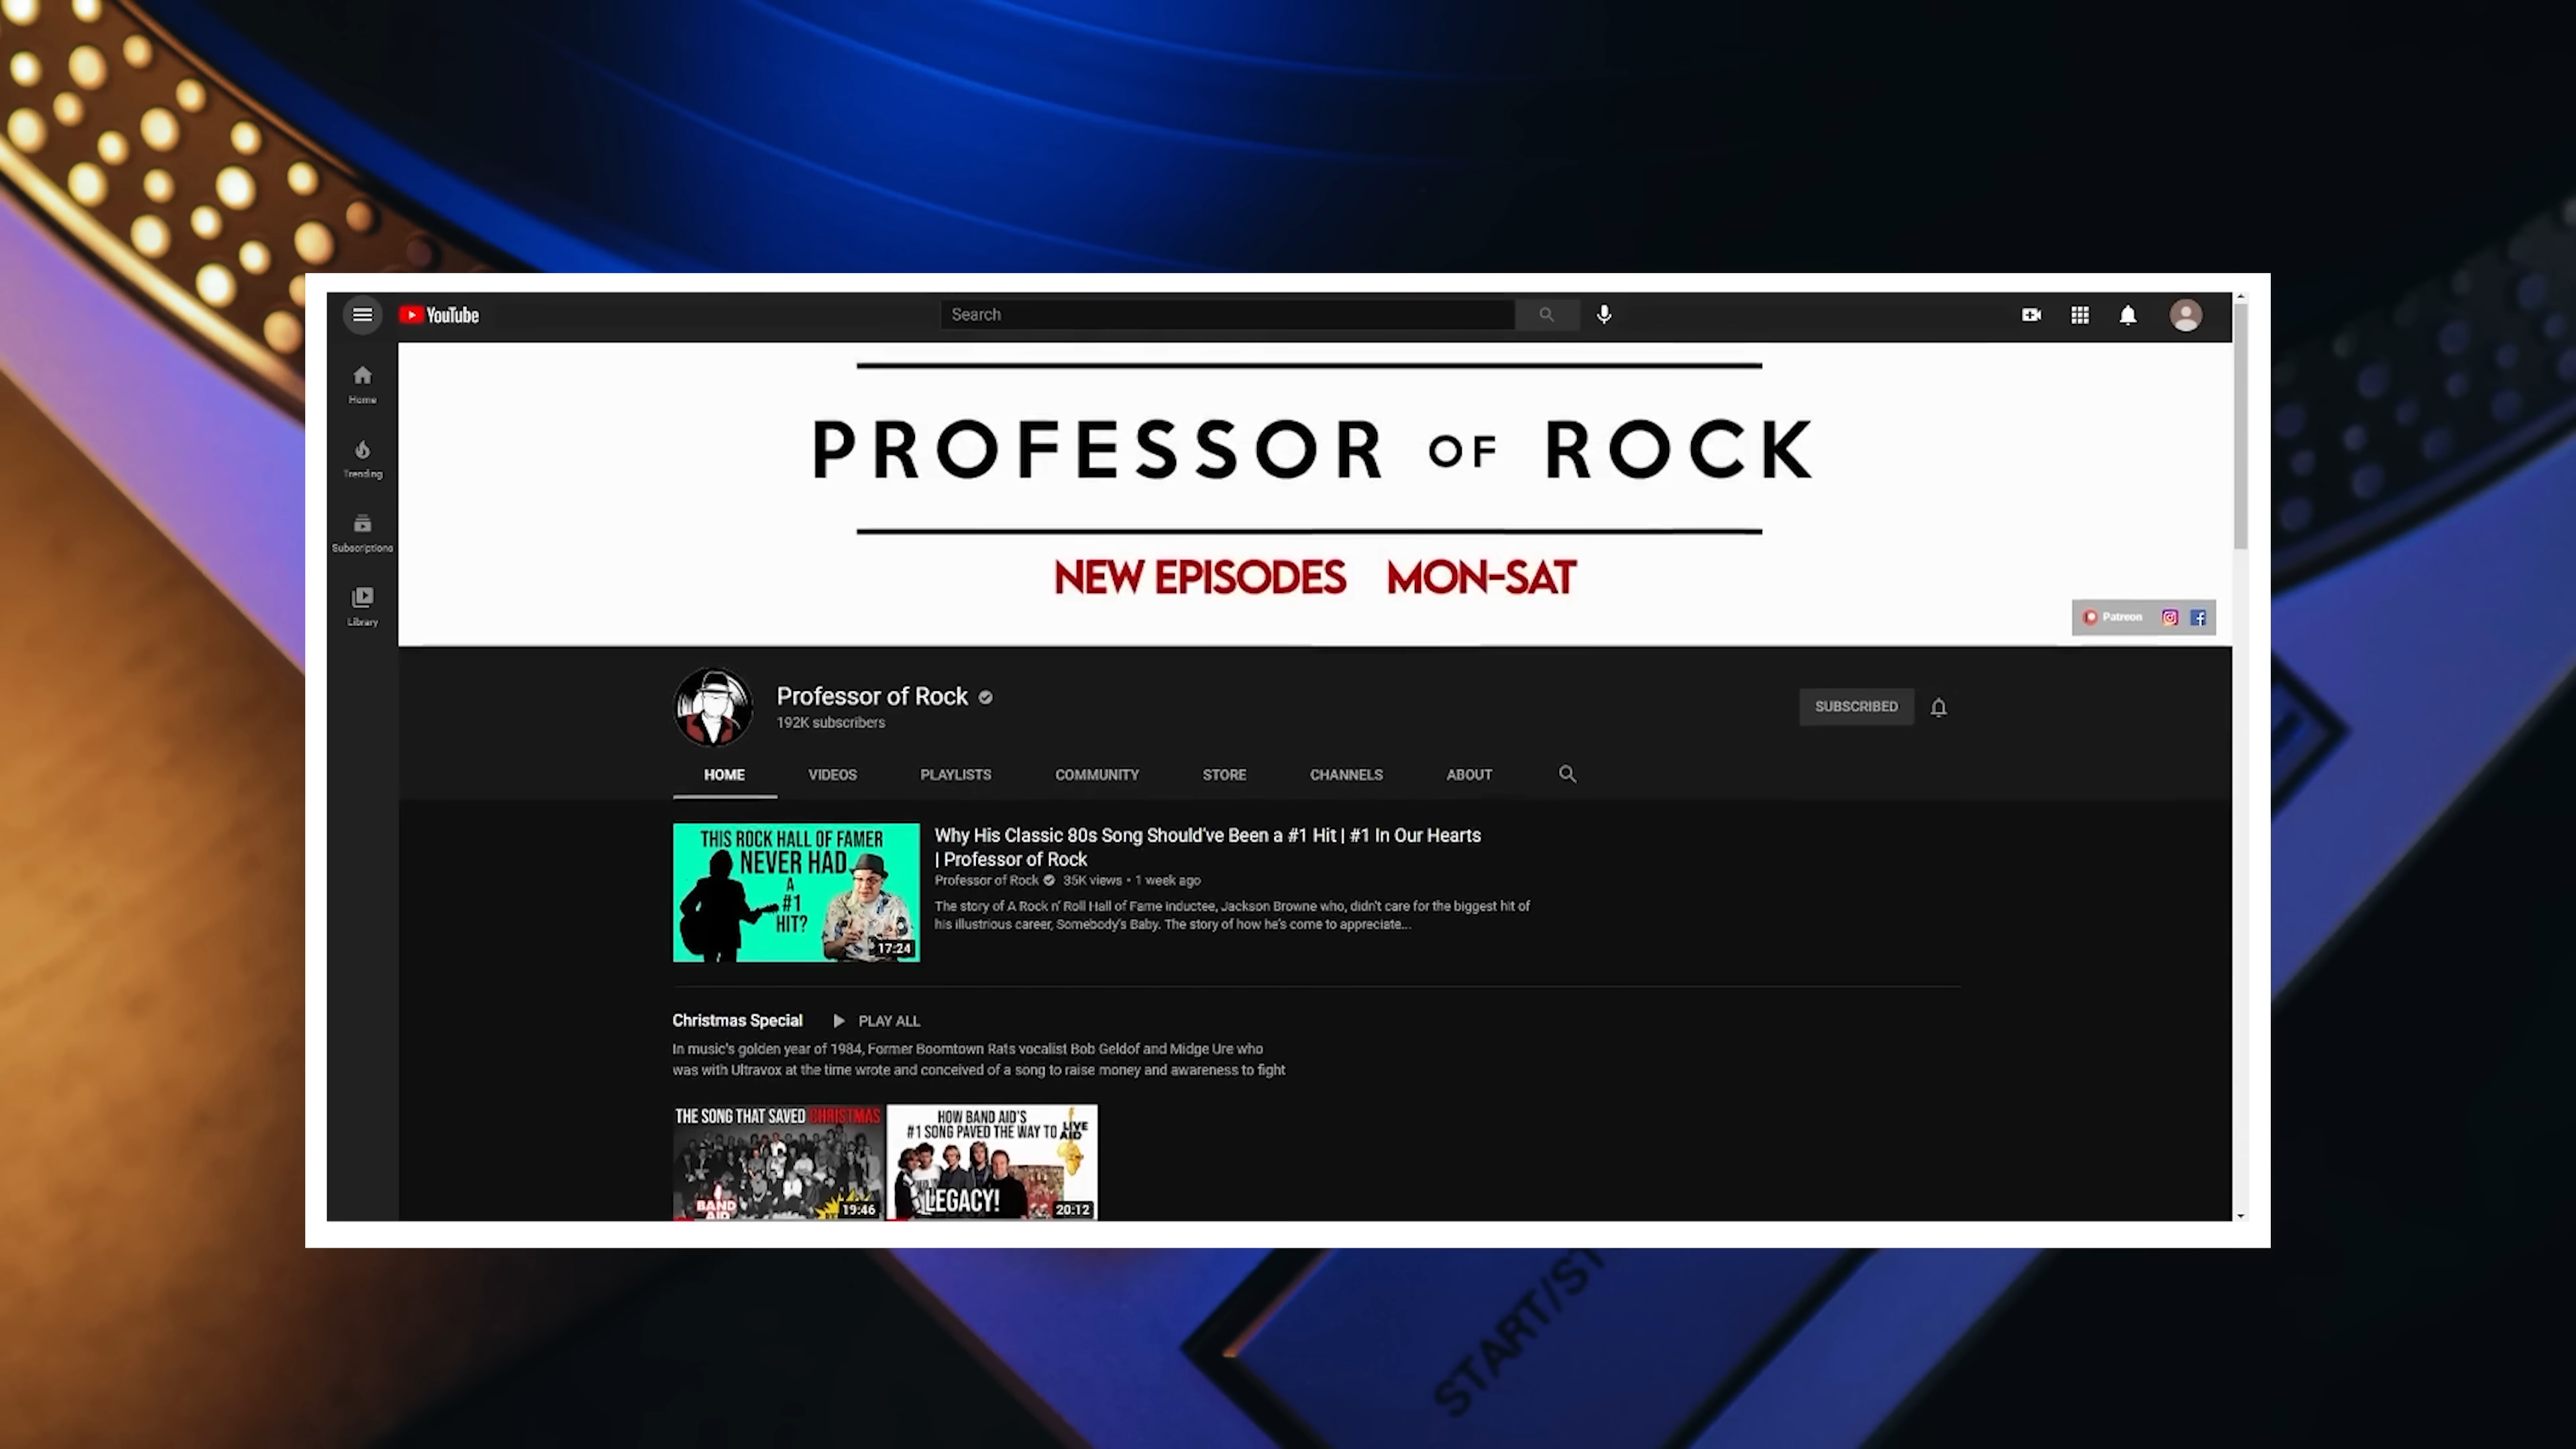 YouTube
Search
Home
Trending
Subscriptions
Library
PROFESSOR OF ROCK
NEW EPISODES MON-SAT
Patreon
Professor of Rock
192K subscribers
SUBSCRIBED
HOME VIDEOS PLAYLISTS COMMUNITY STORE CHANNELS ABOUT
THIS ROCK HALL OF FAMER
NEVER HAD
A
#1
HIT?
17:24
Why His Classic 80s Song Should've Been a #1 Hit | #1 In Our Hearts
| Professor of Rock
Professor of Rock 35K views • 1 week ago
The story of A Rock n' Roll Hall of Fame Inductee, Jackson Browne who, didn't care for the biggest hit of
his illustrious career, Somebody's Baby. The story of how he's come to appreciate...
Christmas Special PLAY ALL
In music's golden year of 1984, Former Boomtown Rats vocalist Bob Geldof and Midge Ure who
was with Ultravox at the time wrote and conceived of a song to raise money and awareness to fight
THE SONG THAT SAVED CHRISTMAS
BAND
AID
19:46
HOW BAND AID'S
#1 SONG PAVED THE WAY TO LIVE
AID
LEGACY!
20:12
START/ST